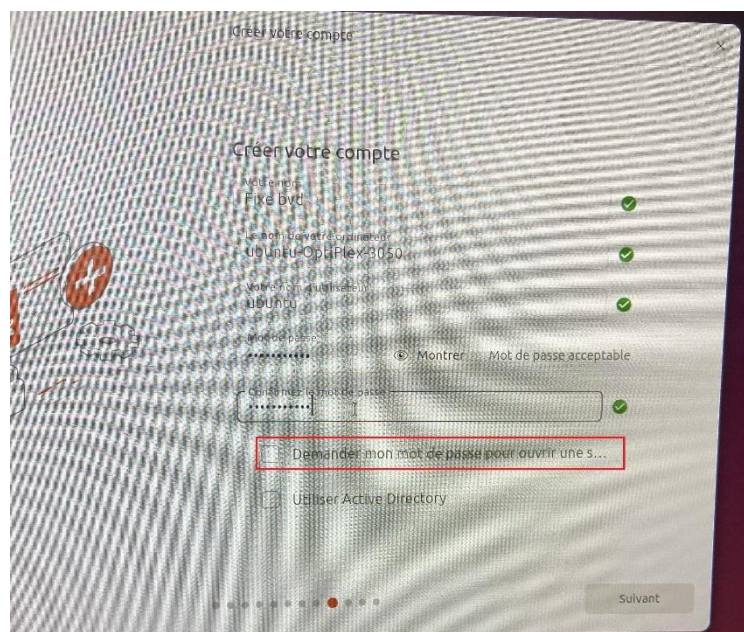 Créer votre compte
Créer votre compte
Votre nom
Fixe bvd
Le nom de votre ordinateur
ubuntu-OptiPlex-3050
Votre nom d'utilisateur
ubuntu
Mot de passe
Montrer Mot de passe acceptable
Confirmez le mot de passe
Demander mon mot de passe pour ouvrir une s...
Utiliser Active Directory
Suivant